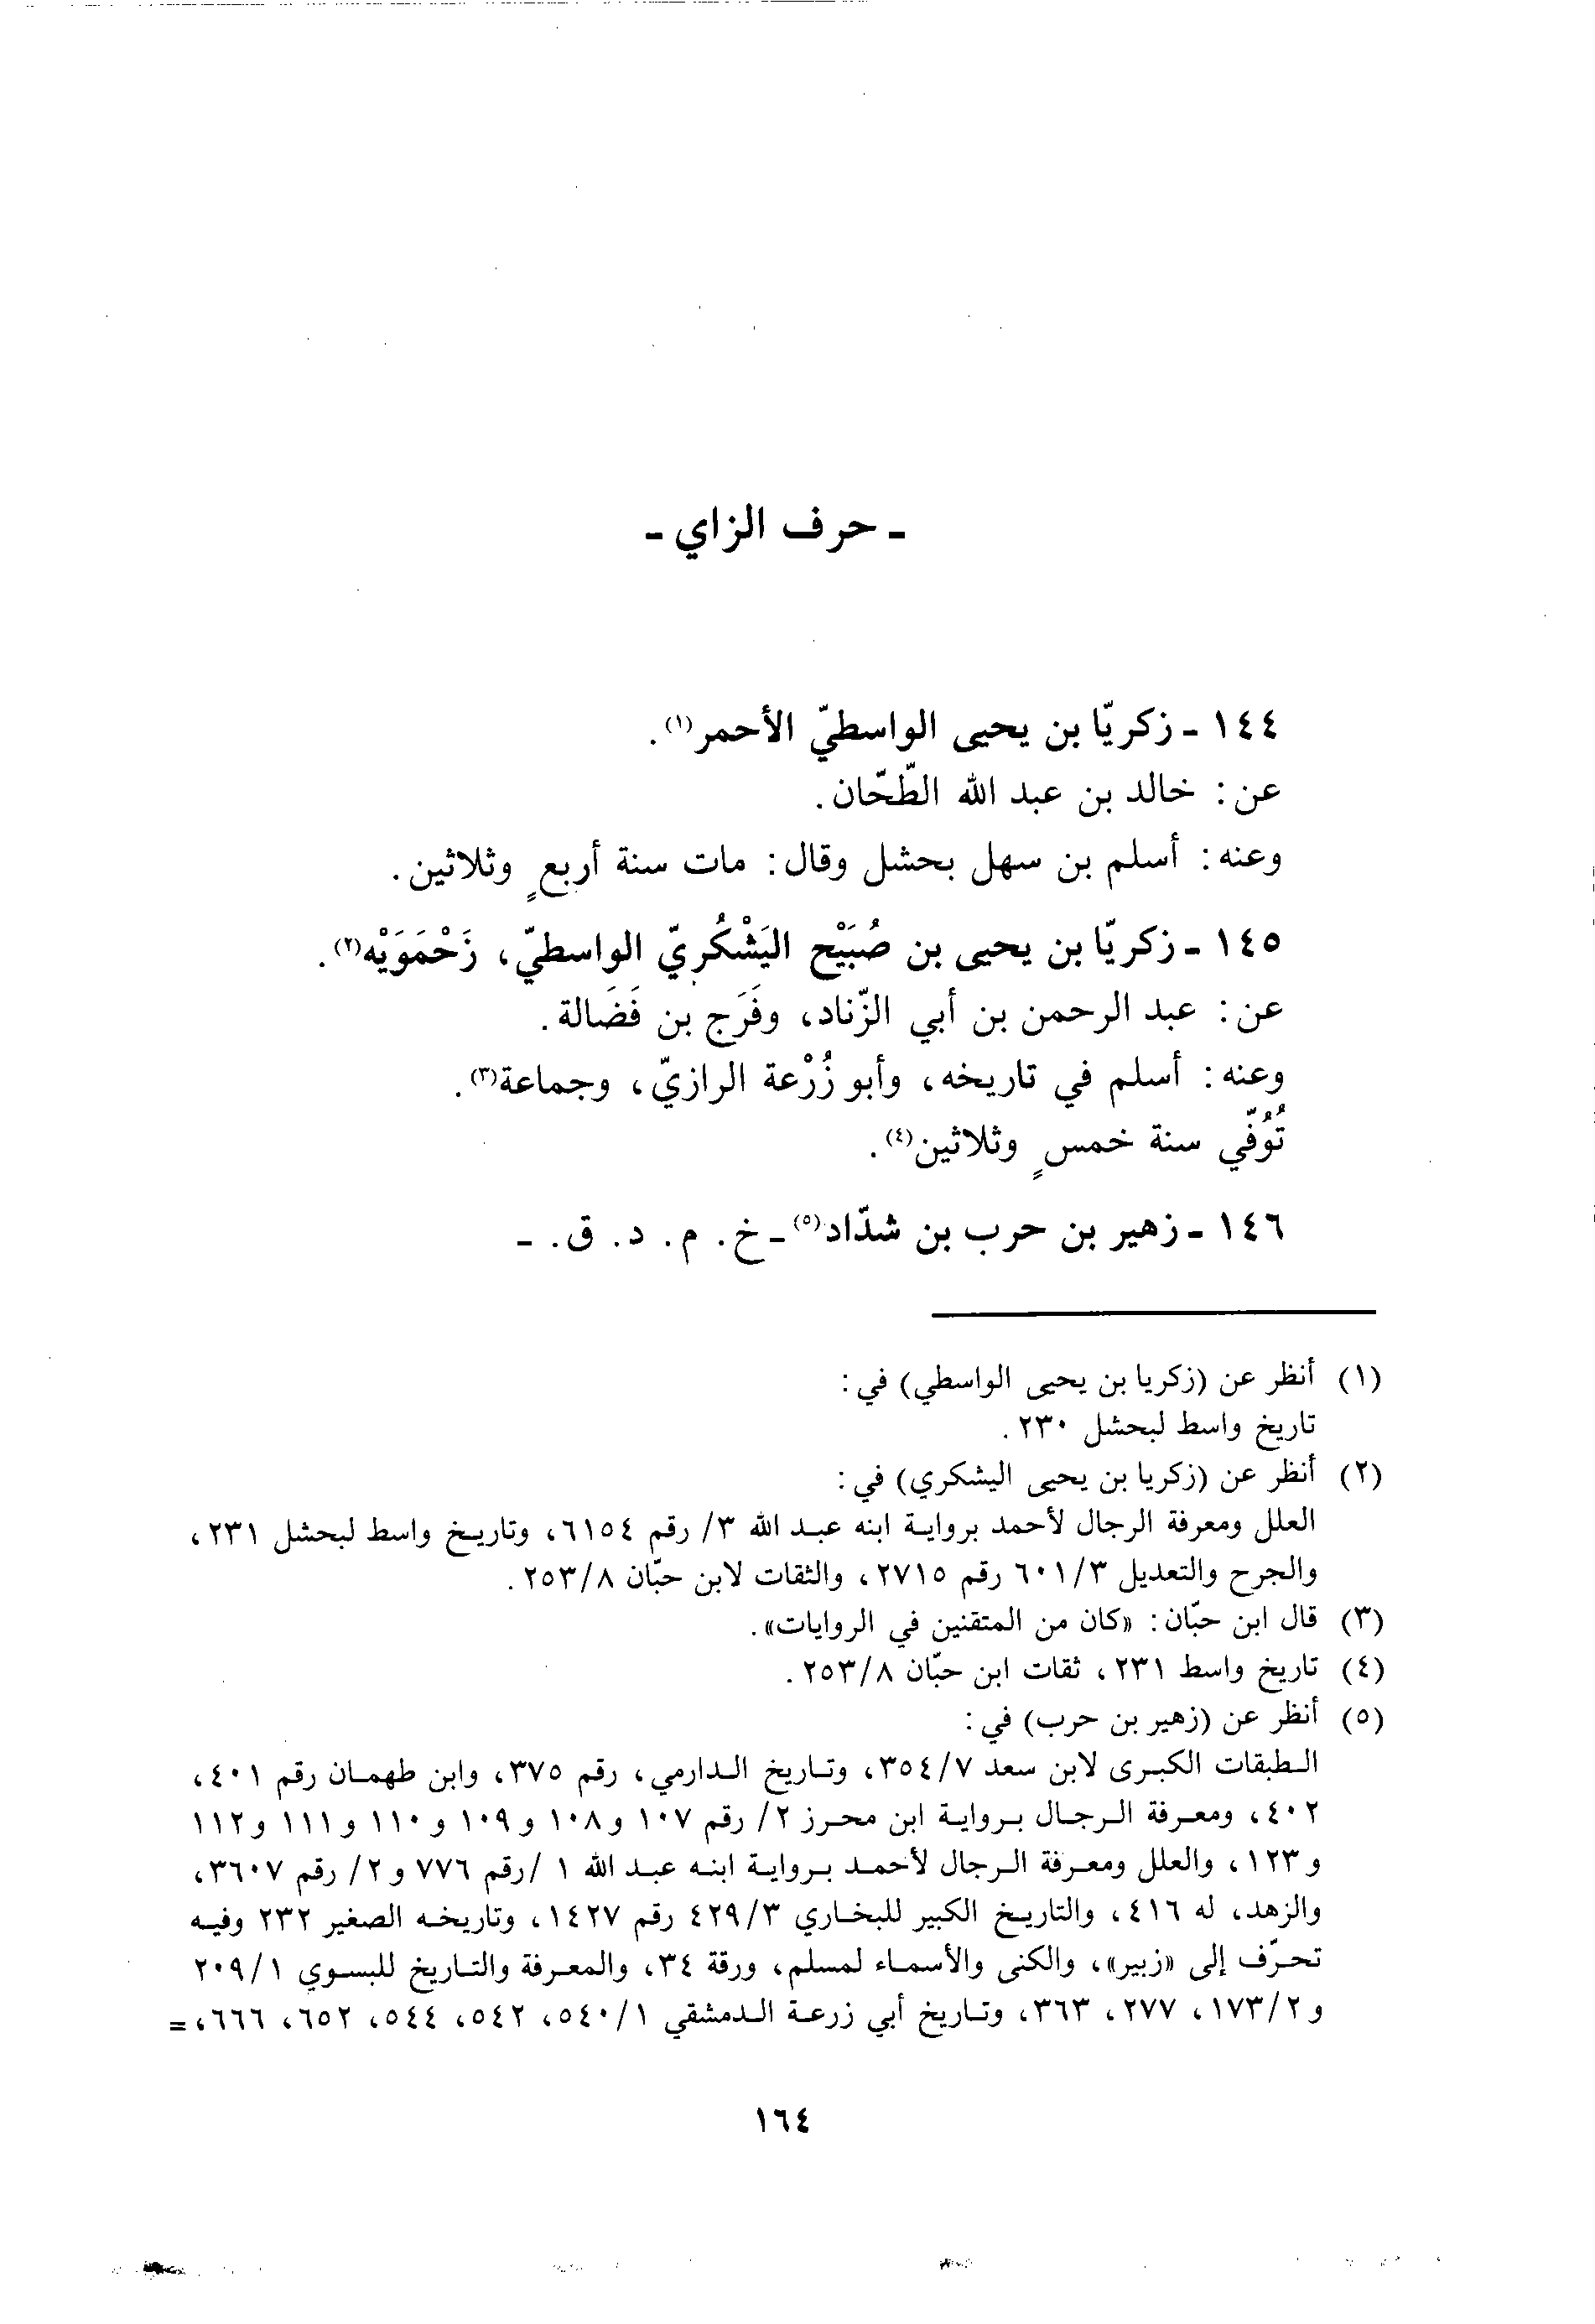 ـ حرف الزاي ـ
١٤٤ ـ زكريّا بن يحيى الواسطيّ الأحمر(١).
عن: خالد بن عبد الله الطّحّان.
وعنه: أسلم بن سهل بحشل وقال: مات سنة أربعٍ وثلاثين.
١٤٥ ـ زكريّا بن يحيى بن صُبَيْح اليَشْكُريّ الواسطيّ، زَحْمَوَيْه(٢).
عن: عبد الرحمن بن أبي الزّناد، وفَرَج بن فَضَالة.
وعنه: أسلم في تاريخه، وأبو زُرْعة الرازيّ، وجماعة(٣).
تُوُفّي سنة خمسٍ وثلاثين(٤).
١٤٦ ـ زهير بن حرب بن شدّاد(٥) ـ خ. م. د. ق. ـ
(١) أنظر عن (زكريا بن يحيى الواسطي) في:
تاريخ واسط لبحشل ٢٣٠.
(٢) أنظر عن (زكريا بن يحيى اليشكري) في:
العلل ومعرفة الرجال لأحمد برواية ابنه عبد الله ٣/ رقم ٦١٥٤، وتاريخ واسط لبحشل ٢٣١،
والجرح والتعديل ٦٠١/٣ رقم ٢٧١٥، والثقات لابن حبّان ٢٥٣/٨.
(٣) قال ابن حبّان: «كان من المتقنين في الروايات».
(٤) تاريخ واسط ٢٣١، ثقات ابن حبّان ٢٥٣/٨.
(٥) أنظر عن (زهير بن حرب) في:
الطبقات الكبرى لابن سعد ٣٥٤/٧، وتاريخ الدارمي، رقم ٣٧٥، وابن طهمان رقم ٤٠١،
٤٠٢، ومعرفة الرجال برواية ابن محرز ٢/ رقم ١٠٧ و١٠٨ و١٠٩ و١١٠ و١١١ و١١٢
و١٢٣، والعلل ومعرفة الرجال لأحمد برواية ابنه عبد الله ١ /رقم ٧٧٦ و٢/ رقم ٣٦٠٧،
والزهد، له ٤١٦، والتاريخ الكبير للبخاري ٤٢٩/٣ رقم ١٤٢٧، وتاريخه الصغير ٢٣٢ وفيه
تحرّف إلى «زبير»، والكنى والأسماء لمسلم، ورقة ٣٤، والمعرفة والتاريخ للبسوي ٢٠٩/١
و١٧٣/٢، ٢٧٧، ٣٦٣، وتاريخ أبي زرعة الدمشقي ٥٤٠/١، ٥٤٢، ٥٤٤، ٦٥٢، ٦٦٦، =
١٦٤